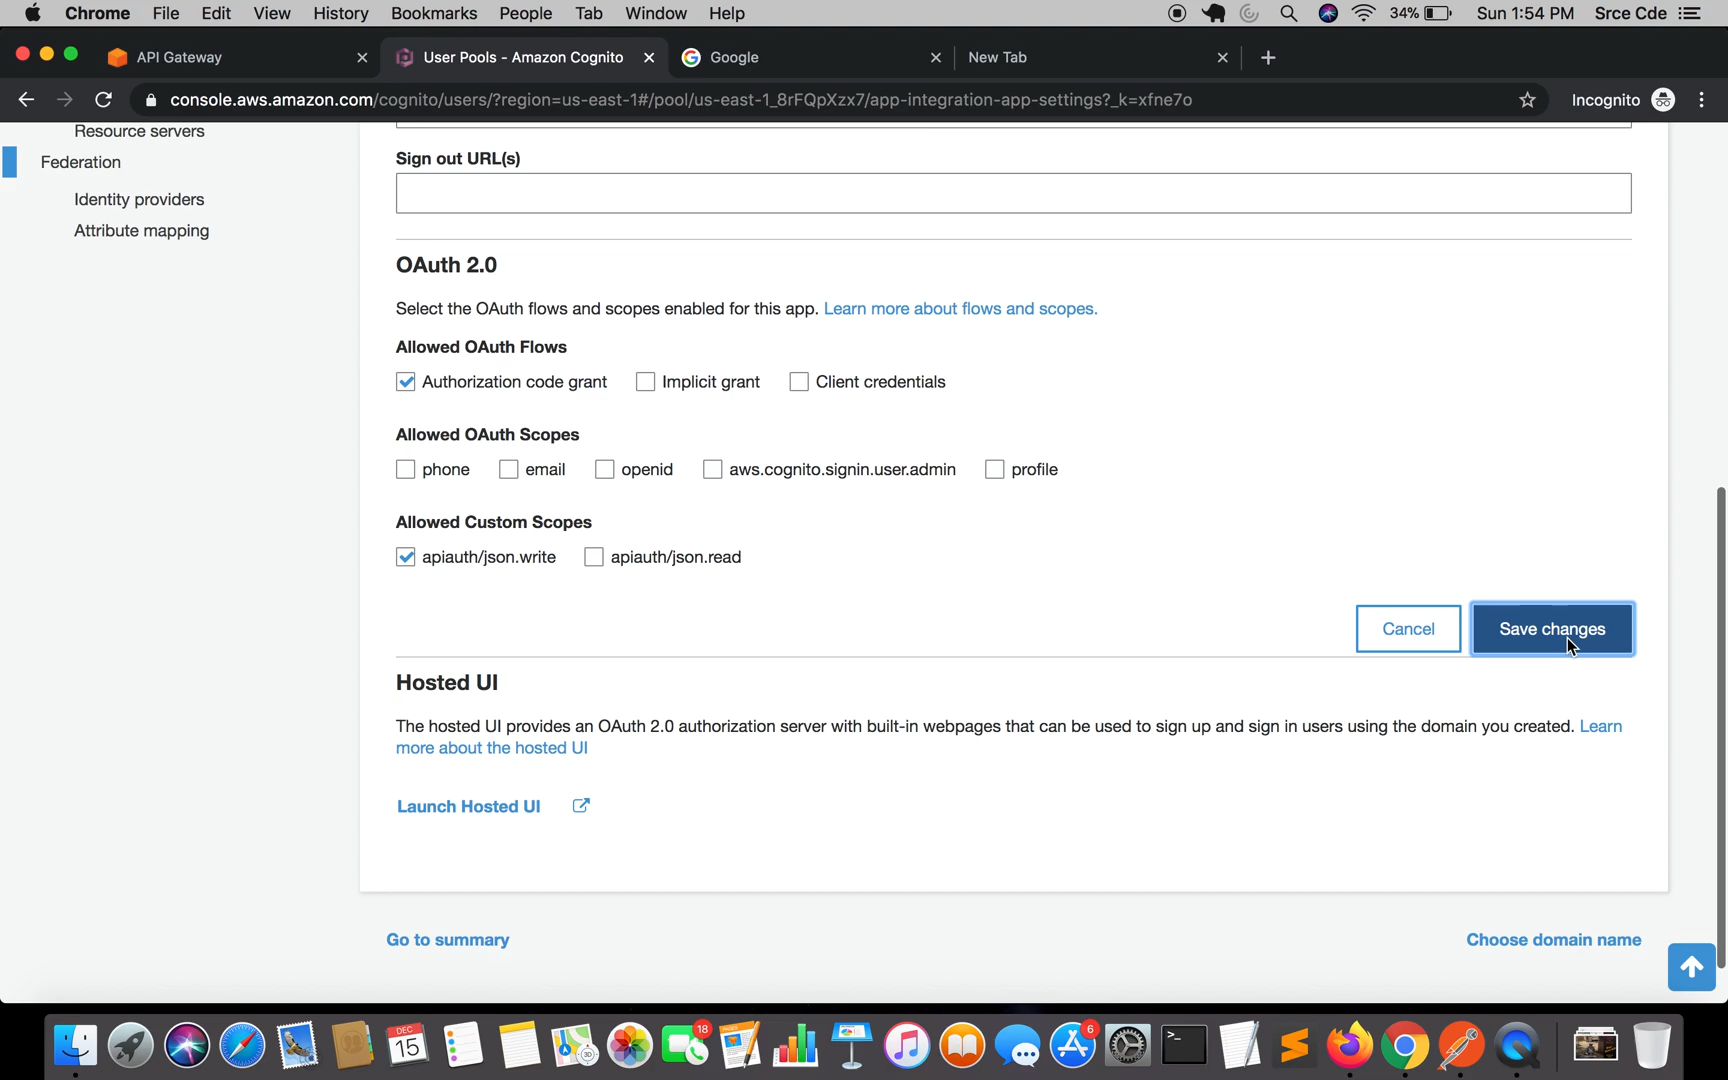 Chrome File Edit View History Bookmarks People Tab Window Help 34% Sun 1:54 PM Srce Cde
API Gateway User Pools - Amazon Cognito Google New Tab
console.aws.amazon.com/cognito/users/?region=us-east-1#/pool/us-east-1_8rFQpXzx7/app-integration-app-settings?_k=xfne7o Incognito
Resource servers
Federation
Identity providers
Attribute mapping
Sign out URL(s)
OAuth 2.0
Select the OAuth flows and scopes enabled for this app. Learn more about flows and scopes.
Allowed OAuth Flows
Authorization code grant Implicit grant Client credentials
Allowed OAuth Scopes
phone email openid aws.cognito.signin.user.admin profile
Allowed Custom Scopes
apiauth/json.write apiauth/json.read
Cancel Save changes
Hosted UI
The hosted UI provides an OAuth 2.0 authorization server with built-in webpages that can be used to sign up and sign in users using the domain you created. Learn
more about the hosted UI
Launch Hosted UI
Go to summary Choose domain name
DEC
15
18
6